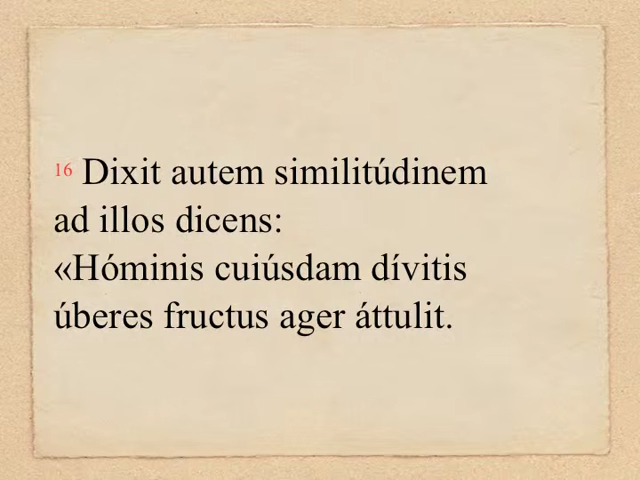 16 Dixit autem similitúdinem
ad illos dicens:
«Hóminis cuiúsdam dívitis
úberes fructus ager áttulit.